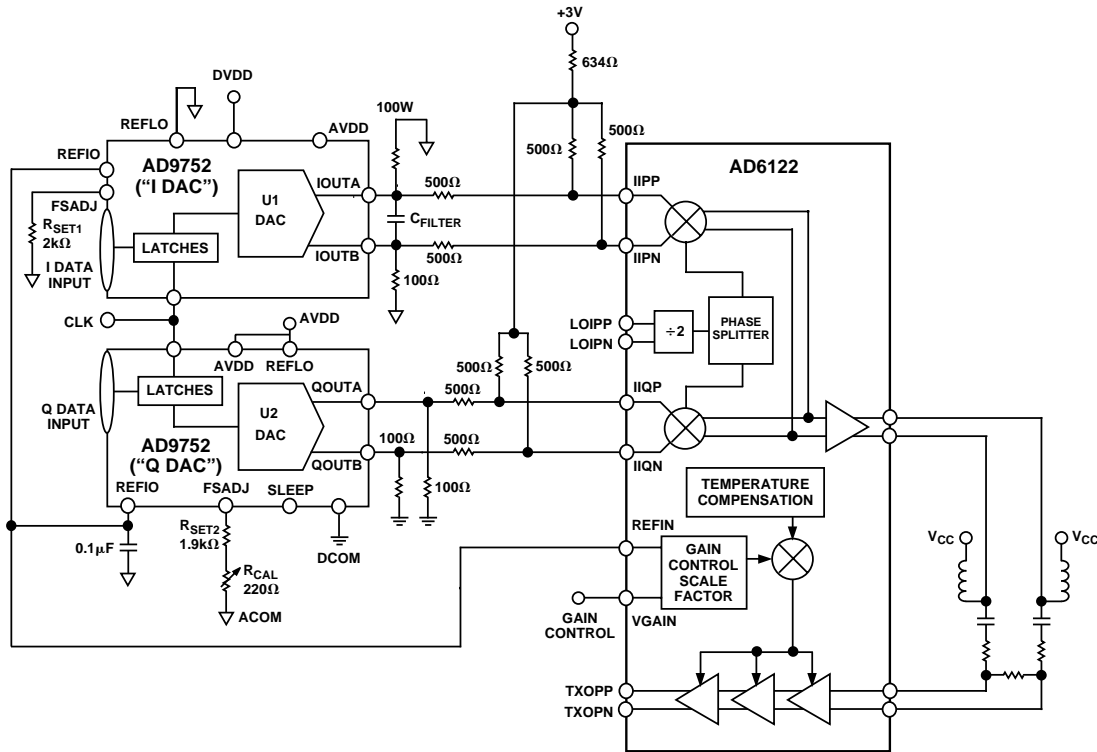 +3V
634Ω
DVDD
100W
REFLO
AVDD
500Ω
500Ω
REFIO
AD9752
("I DAC")
AD6122
U1
DAC
IOUTA
500Ω
IIPP
FSADJ
RSET1
2kΩ
LATCHES
CFILTER
IOUTB
500Ω
IIPN
I DATA
INPUT
100Ω
CLK
AVDD
LOIPP
LOIPN
÷2
PHASE
SPLITTER
AVDD
REFLO
500Ω
500Ω
LATCHES
QOUTA
500Ω
IIQP
Q DATA
INPUT
U2
DAC
AD9752
("Q DAC")
QOUTB
100Ω
500Ω
IIQN
REFIO
FSADJ
SLEEP
100Ω
TEMPERATURE
COMPENSATION
RSET2
1.9kΩ
0.1μF
DCOM
REFIN
GAIN
CONTROL
SCALE
FACTOR
VCC
VCC
RCAL
220Ω
ACOM
GAIN
CONTROL
VGAIN
TXOPP
TXOPN